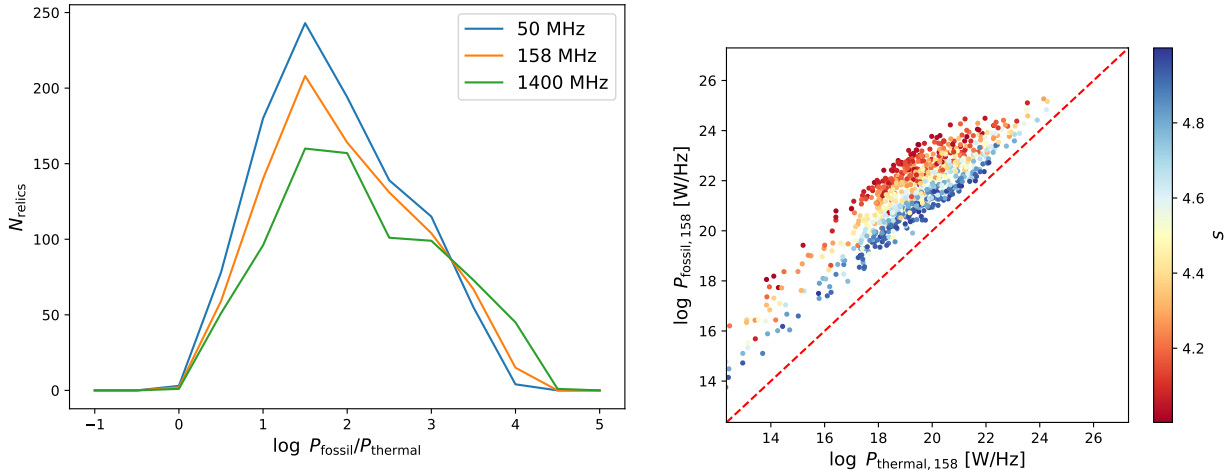 250
200
150
100
50
0
N_relics
−1 0 1 2 3 4 5
log P_fossil/P_thermal
50 MHz
158 MHz
1400 MHz
26
24
22
20
18
16
14
log P_fossil, 158 [W/Hz]
14 16 18 20 22 24 26
log P_thermal, 158 [W/Hz]
4.8
4.6
4.4
4.2
s